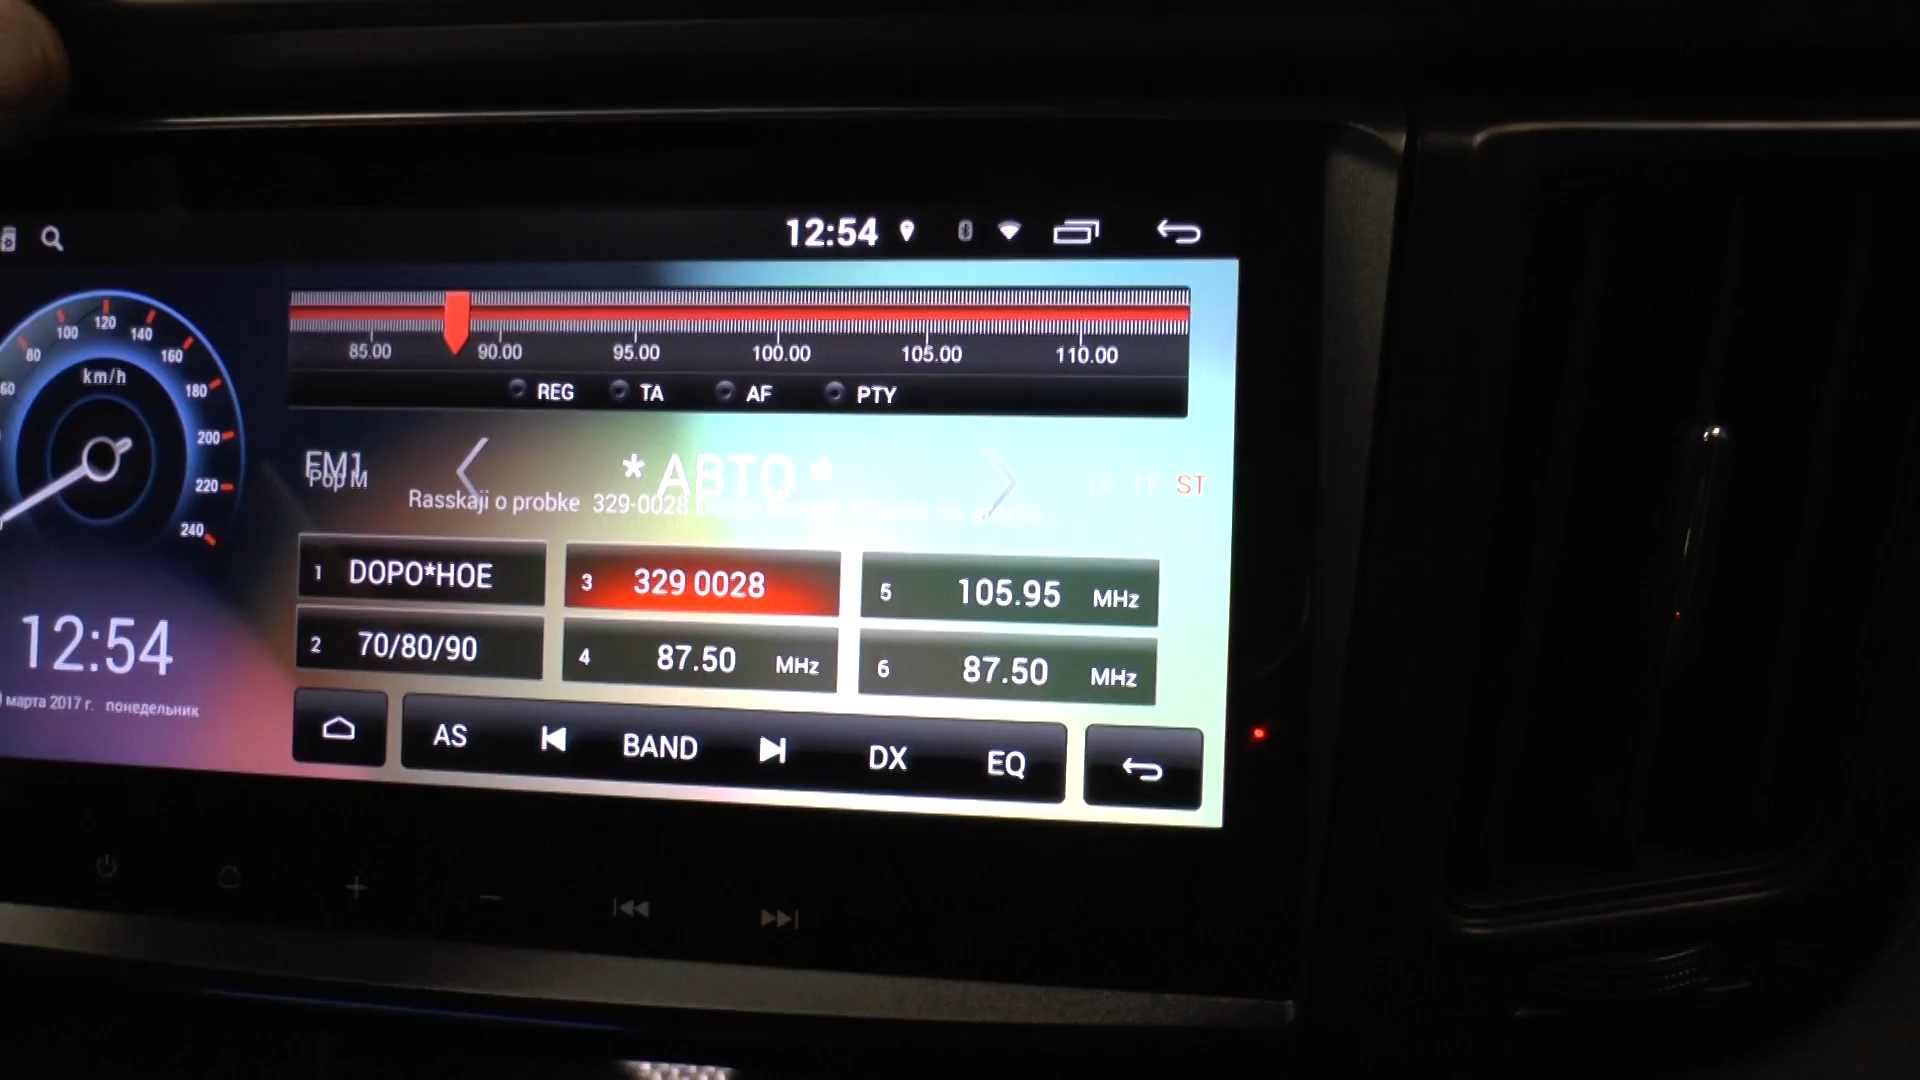 12:54
60 80 100 120 140 160 180 200 220 240
km/h
85.00 90.00 95.00 100.00 105.00 110.00
REG TA AF PTY
FM1 * АВТО * ST
Pop M
Rasskaji o probke 329-0028
1 DOPO*HOE 3 329 0028 5 105.95 MHz
2 70/80/90 4 87.50 MHz 6 87.50 MHz
12:54
марта 2017 г. понедельник
AS BAND DX EQ